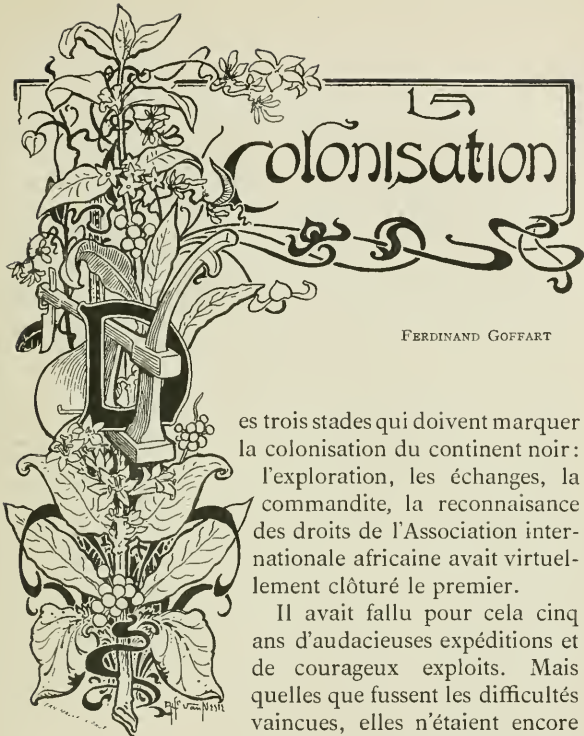 LA
Colonisation
FERDINAND GOFFART
Des trois stades qui doivent marquer
la colonisation du continent noir:
l'exploration, les échanges, la
commandite, la reconnaisance
des droits de l'Association inter-
nationale africaine avait virtuel-
lement clôturé le premier.
Il avait fallu pour cela cinq
ans d'audacieuses expéditions et
de courageux exploits. Mais
quelles que fussent les difficultés
vaincues, elles n'étaient encore